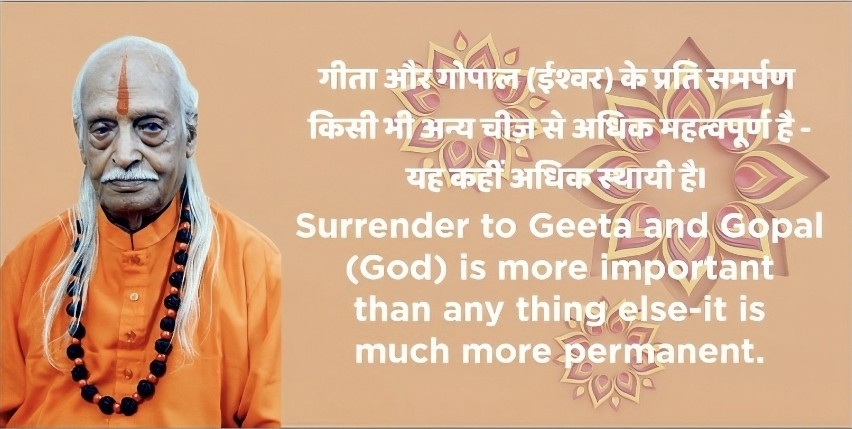 गीता और गोपाल (ईश्वर) के प्रति समर्पण
किसी भी अन्य चीज़ से अधिक महत्वपूर्ण है -
यह कहीं अधिक स्थायी है।
Surrender to Geeta and Gopal
(God) is more important
than any thing else-it is
much more permanent.